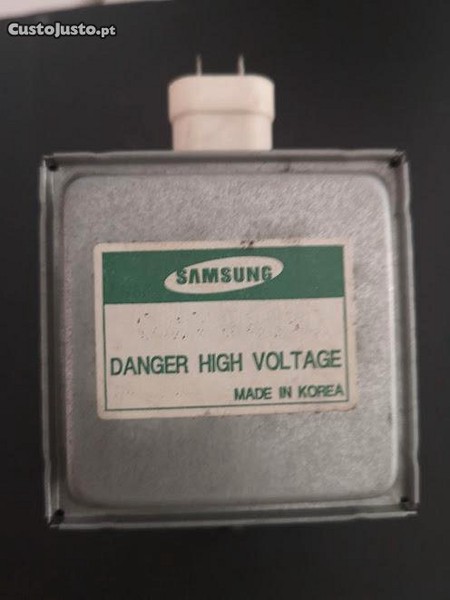 CustoJusto.pt
SAMSUNG
DANGER HIGH VOLTAGE
MADE IN KOREA